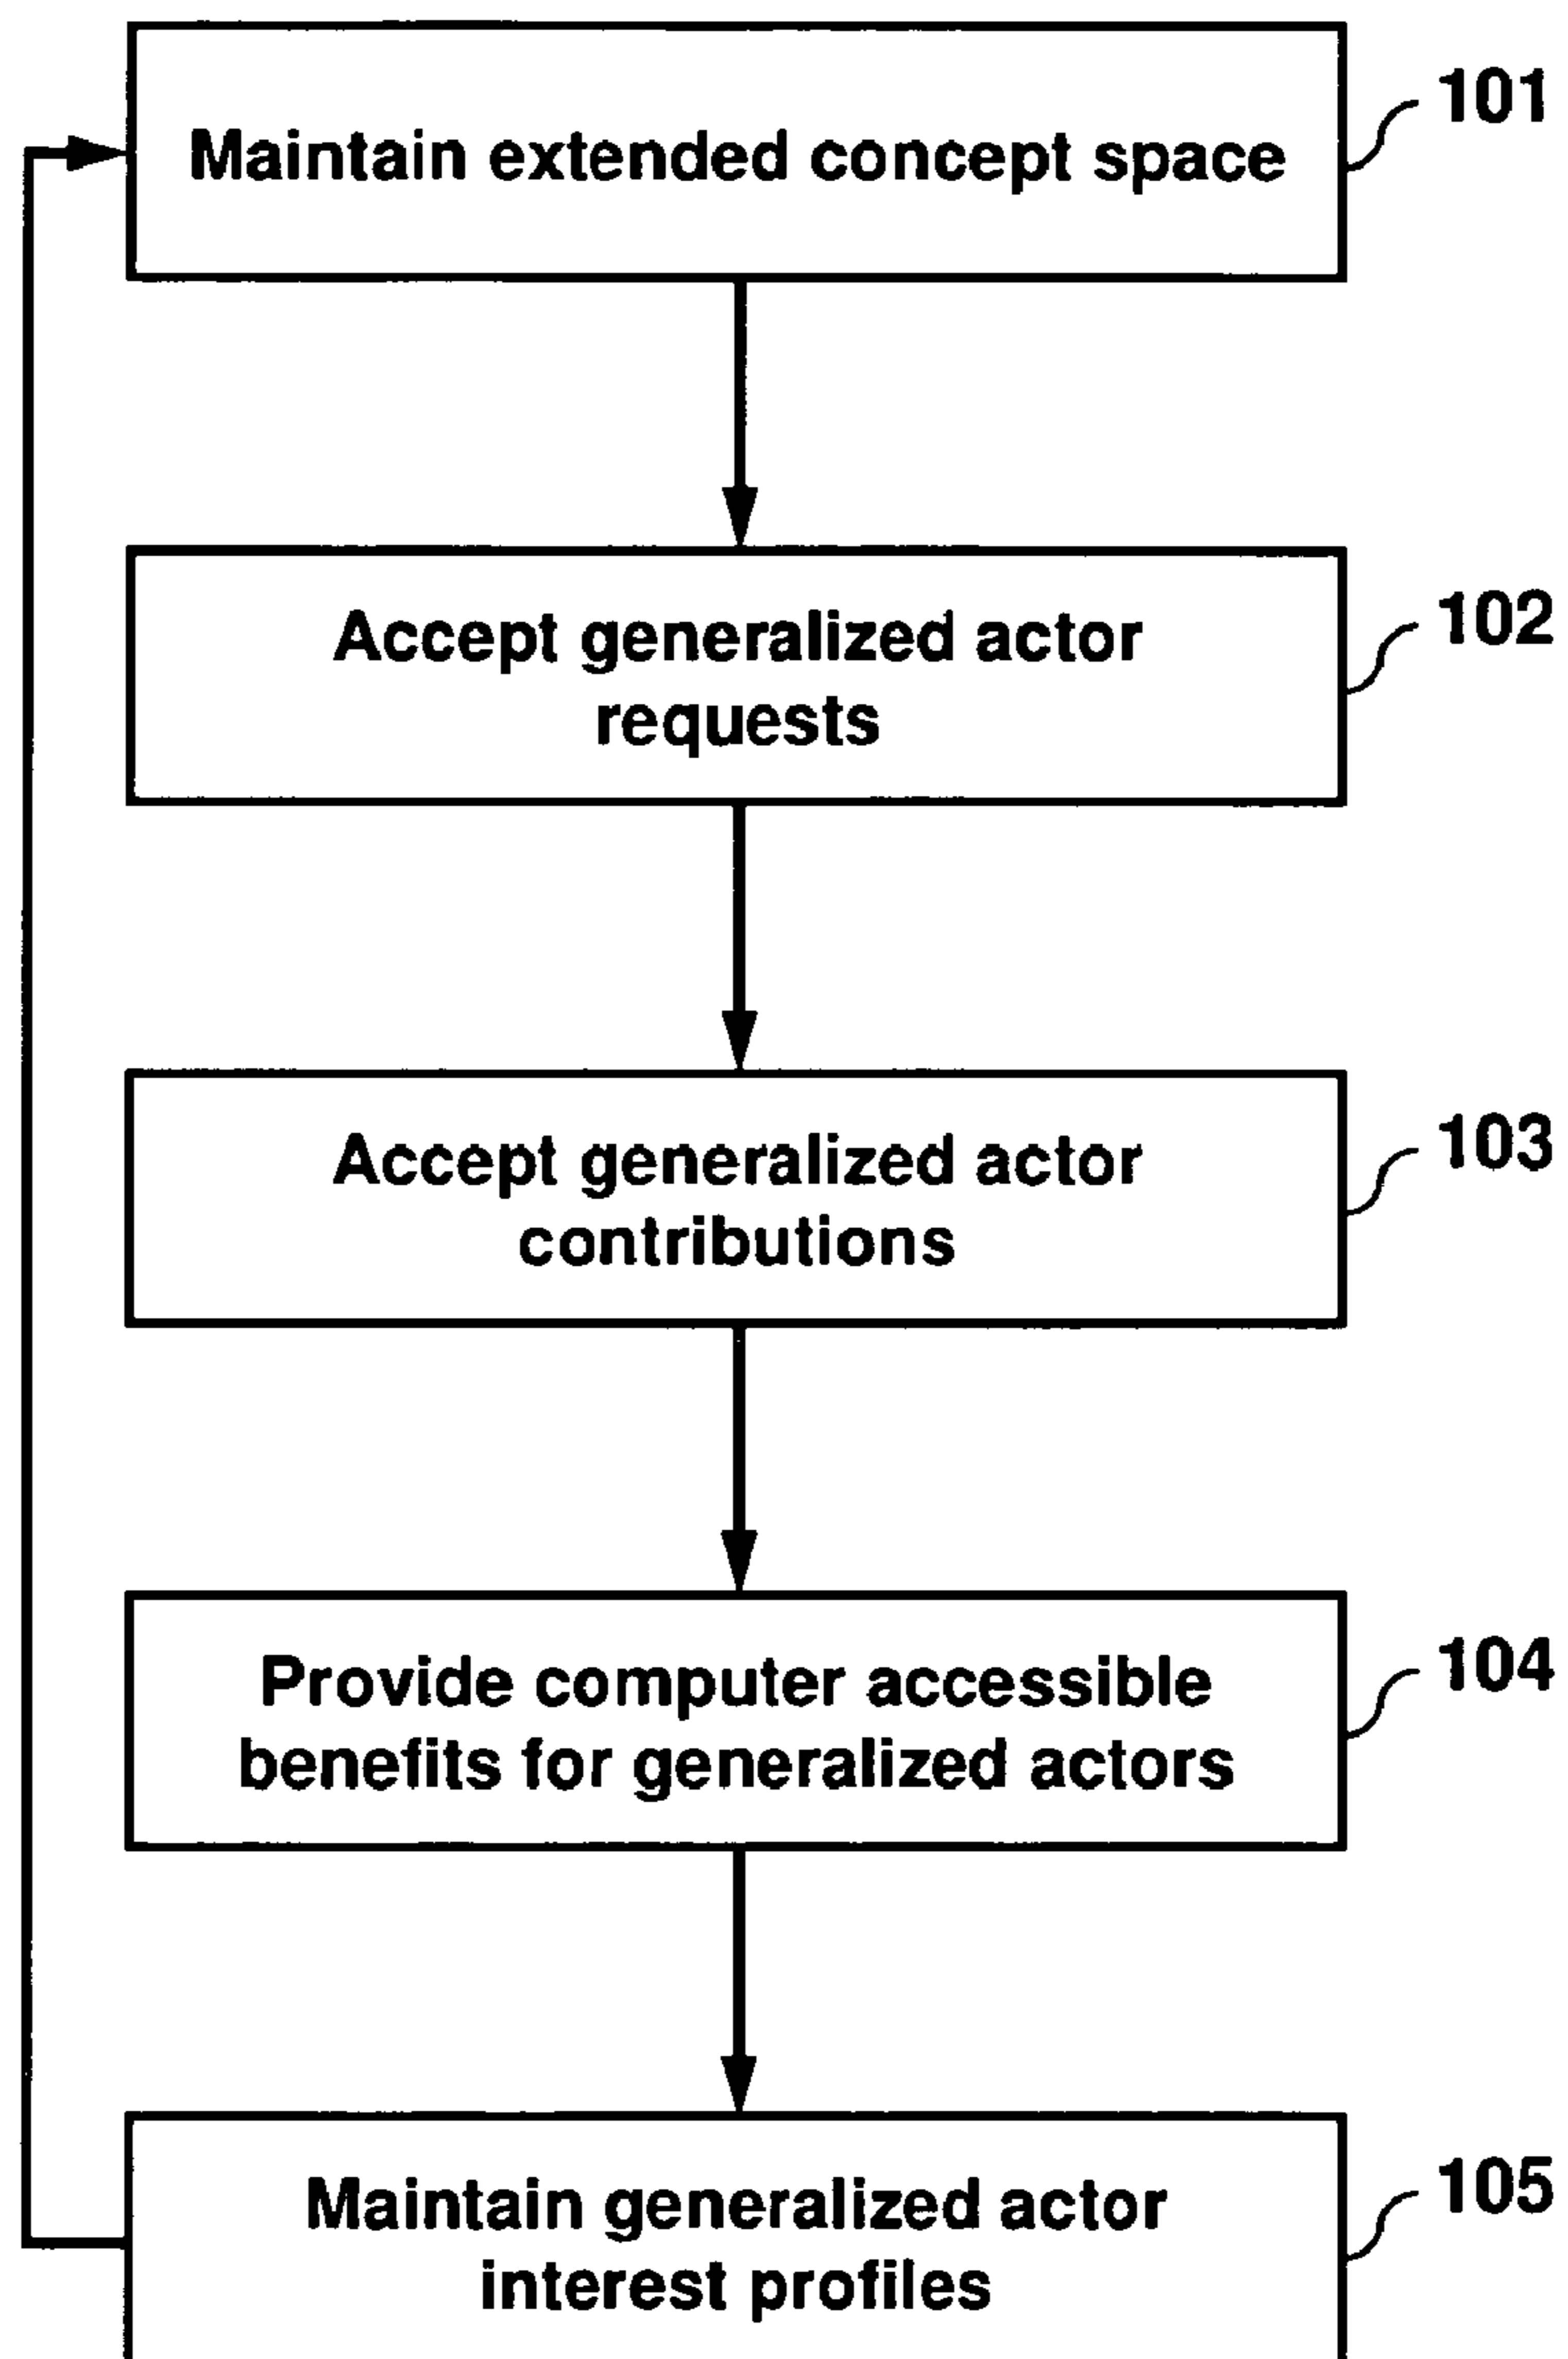 101
Maintain extended concept space
102
Accept generalized actor
requests
103
Accept generalized actor
contributions
104
Provide computer accessible
benefits for generalized actors
105
Maintain generalized actor
interest profiles